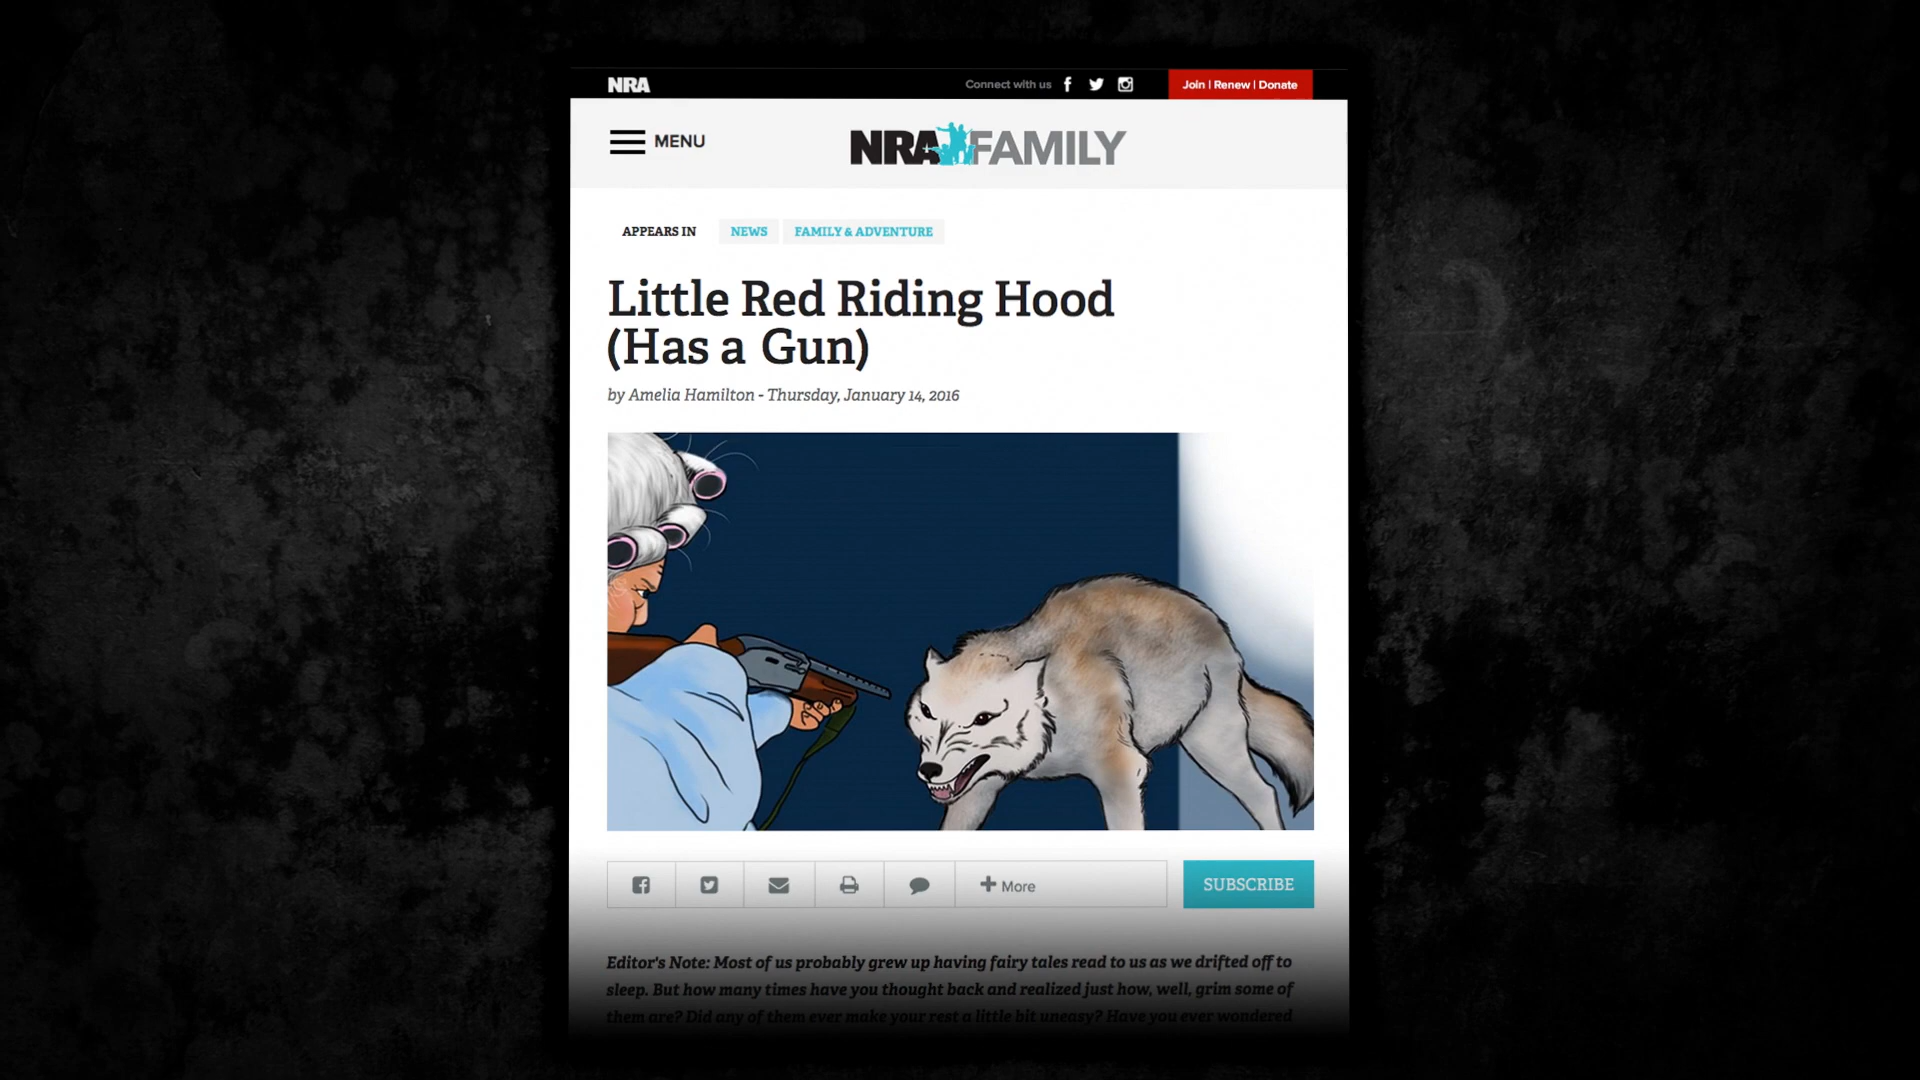 NRA
Connect with us
Join | Renew | Donate
MENU
NRA FAMILY
APPEARS IN NEWS FAMILY & ADVENTURE
Little Red Riding Hood
(Has a Gun)
by Amelia Hamilton - Thursday, January 14, 2016
More
SUBSCRIBE
Editor's Note: Most of us probably grew up having fairy tales read to us as we drifted off to
sleep. But how many times have you thought back and realized just how, well, grim some of
them are? Did any of them ever make your rest a little bit uneasy? Have you ever wondered